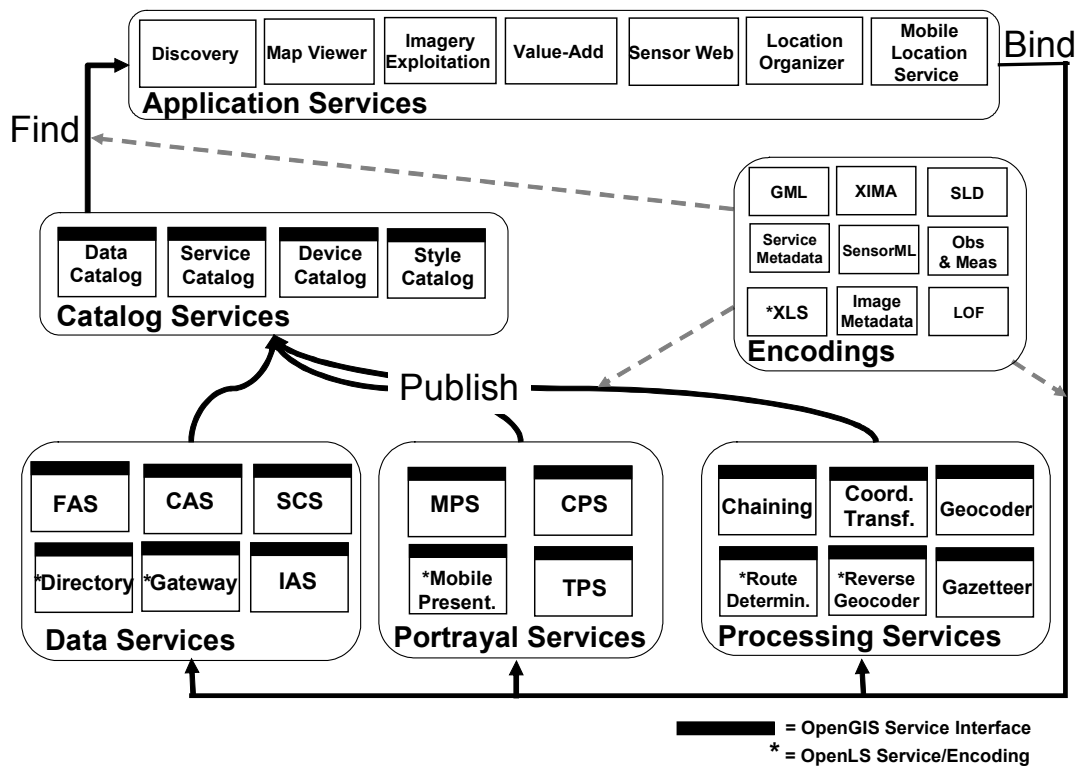 Discovery
Map Viewer
Imagery
Exploitation
Value-Add
Sensor Web
Location
Organizer
Mobile
Location
Service
Application Services
Bind
Find
GML
XIMA
SLD
Service
Metadata
SensorML
Obs
& Meas
*XLS
Image
Metadata
LOF
Encodings
Data
Catalog
Service
Catalog
Device
Catalog
Style
Catalog
Catalog Services
Publish
FAS
CAS
SCS
*Directory
*Gateway
IAS
Data Services
MPS
CPS
*Mobile
Present.
TPS
Portrayal Services
Chaining
Coord.
Transf.
Geocoder
*Route
Determin.
*Reverse
Geocoder
Gazetteer
Processing Services
= OpenGIS Service Interface
* = OpenLS Service/Encoding